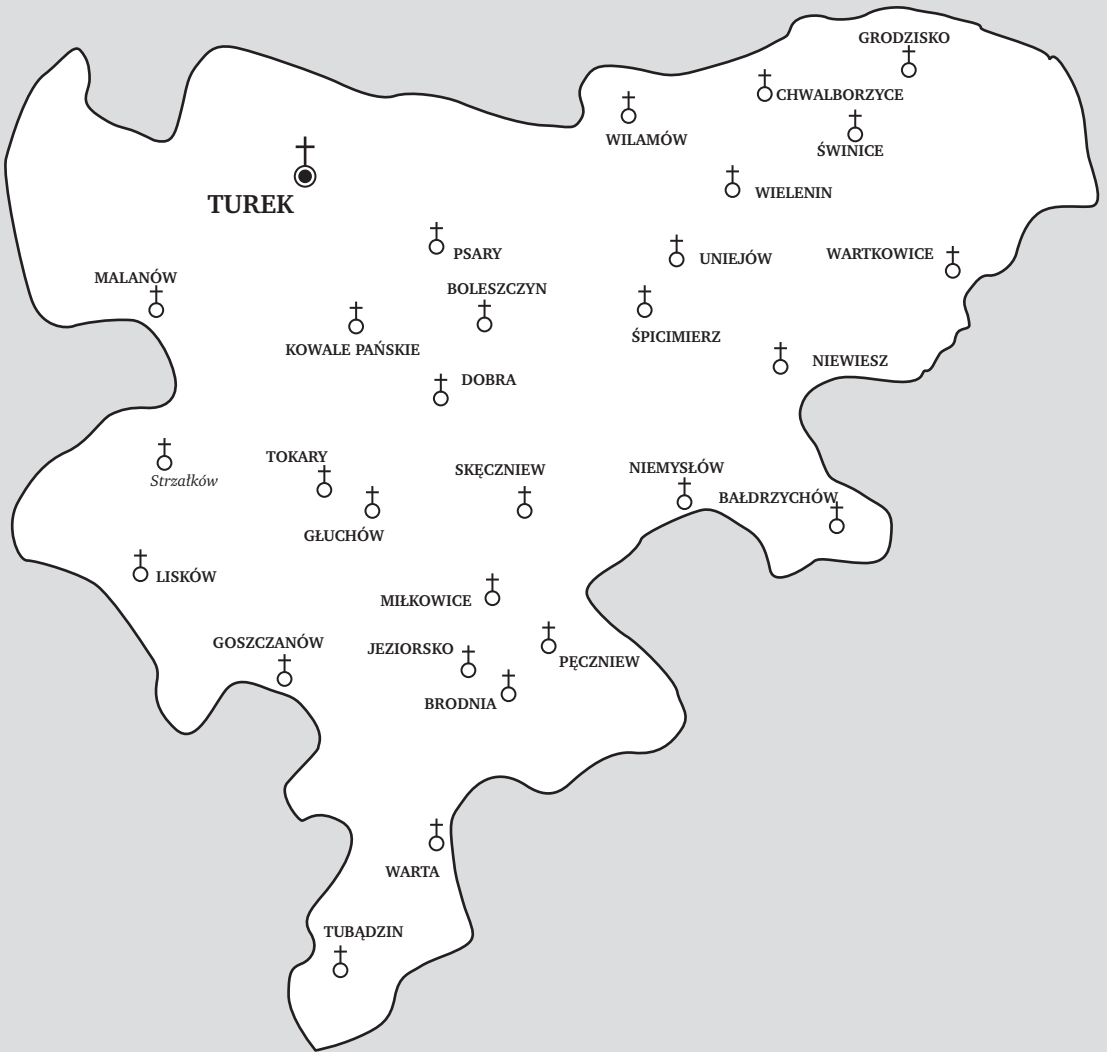 GRODZISKO
CHWALBORZYCE
WILAMÓW
ŚWINICE
WIELENIN
TUREK
PSARY
UNIEJÓW
WARTKOWICE
MALANÓW
BOLESZCZYN
ŚPICIMIERZ
KOWALE PAŃSKIE
NIEWIESZ
DOBRA
TOKARY
SKĘCZNIEW
NIEMYSŁÓW
Strzałków
BAŁDRZYCHÓW
GŁUCHÓW
LISKÓW
MIŁKOWICE
GOSZCZANÓW
JEZIORSKO
PĘCZNIEW
BRODNIA
WARTA
TUBĄDZIN